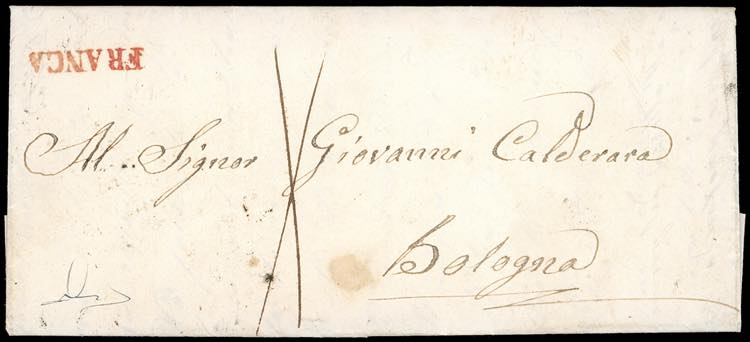 FRANCA
Al.. Signor Giovanni Calderara
Bologna